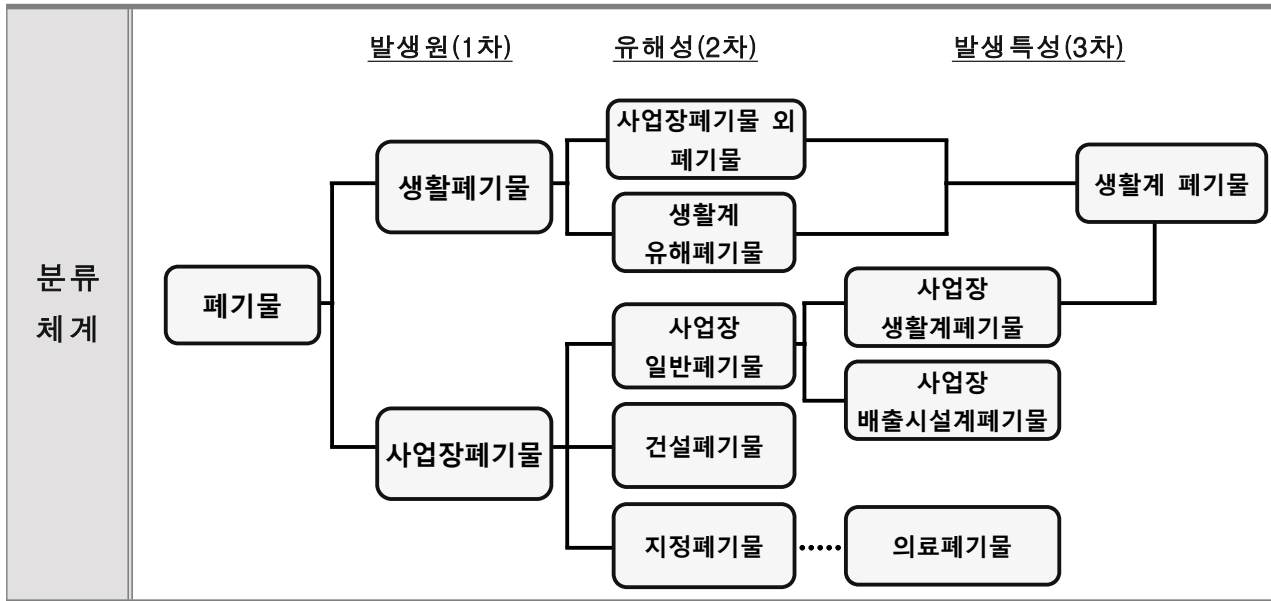 발생원(1차) 유해성(2차) 발생특성(3차)
분류
체계
폐기물
생활폐기물
사업장폐기물 외
폐기물
생활계
유해폐기물
생활계 폐기물
사업장폐기물
사업장
일반폐기물
사업장
생활계폐기물
사업장
배출시설계폐기물
건설폐기물
지정폐기물
의료폐기물